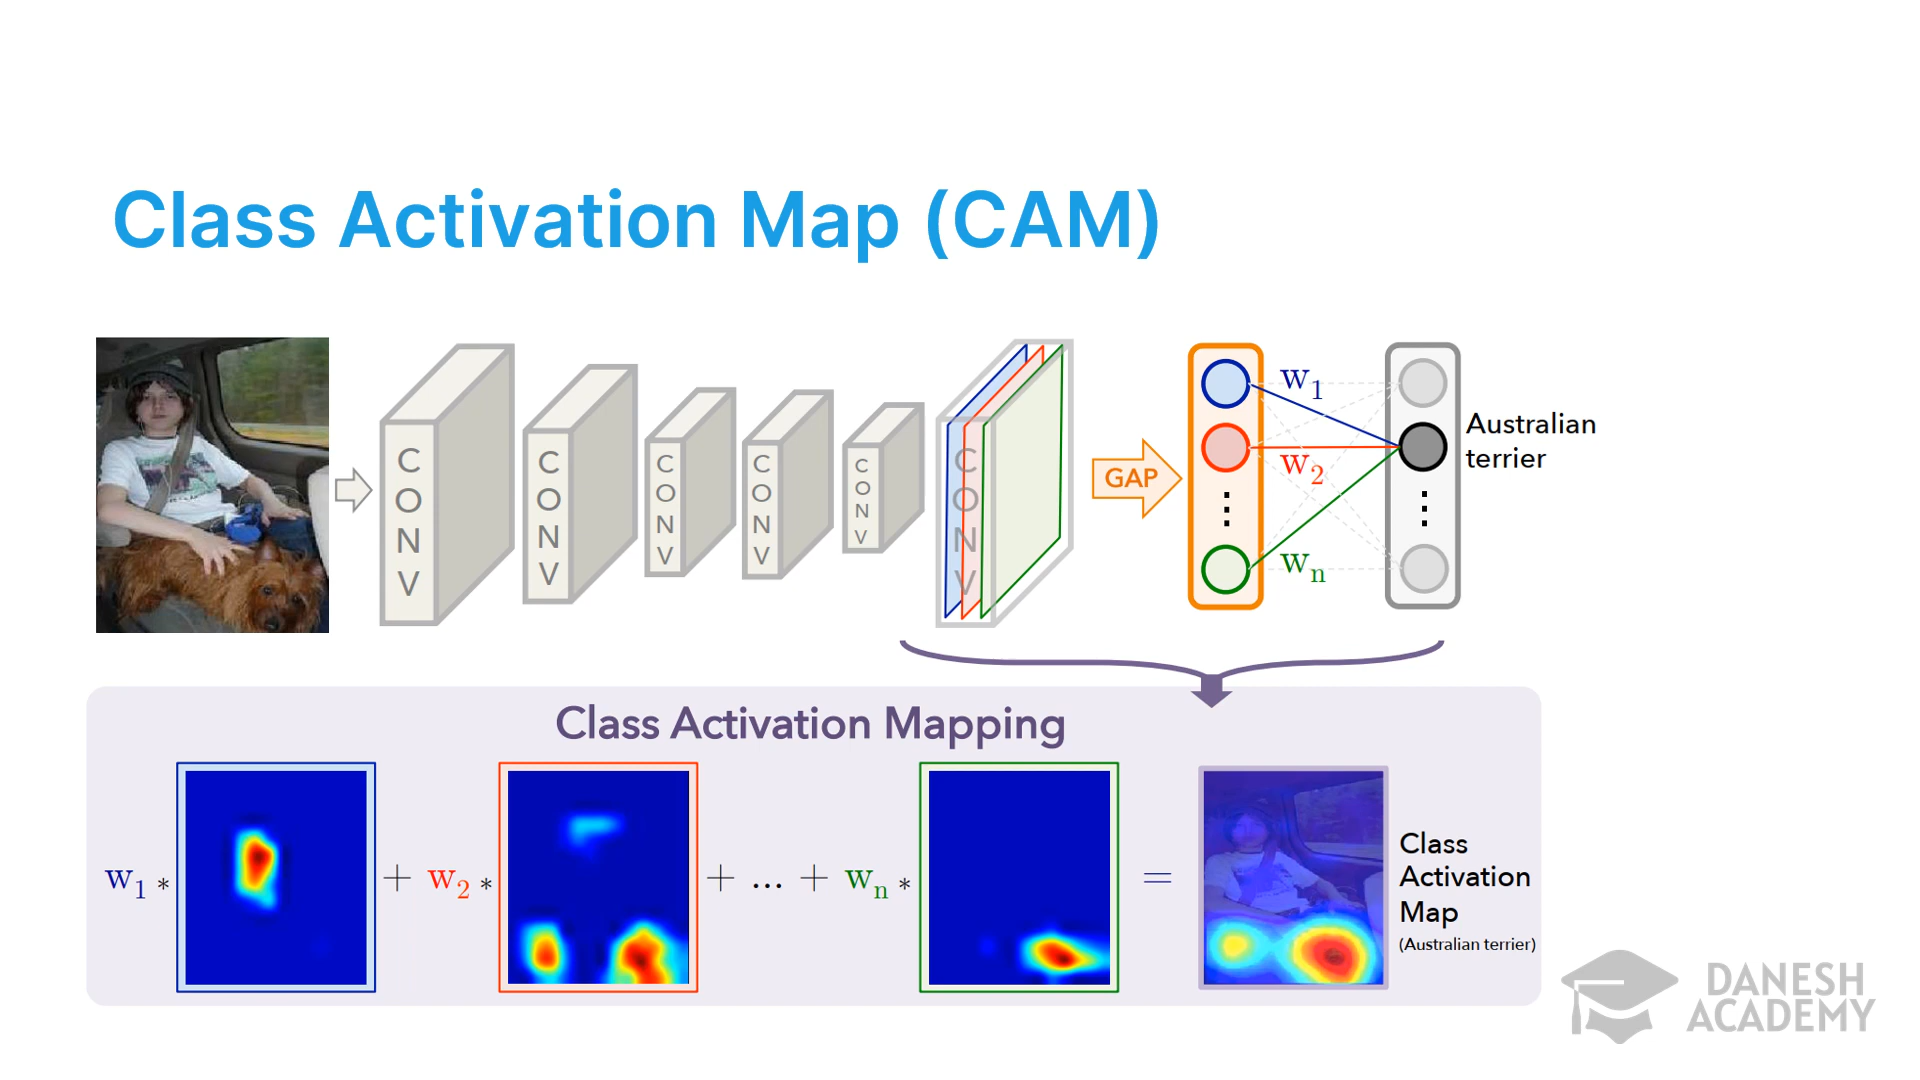 Class Activation Map (CAM)
CONV
CONV
CONV
CONV
CONV
CONV
GAP
w1
w2
wn
⋮
⋮
Australian
terrier
Class Activation Mapping
w1 * + w2 * + ... + wn * =
Class
Activation
Map
(Australian terrier)
DANESH
ACADEMY